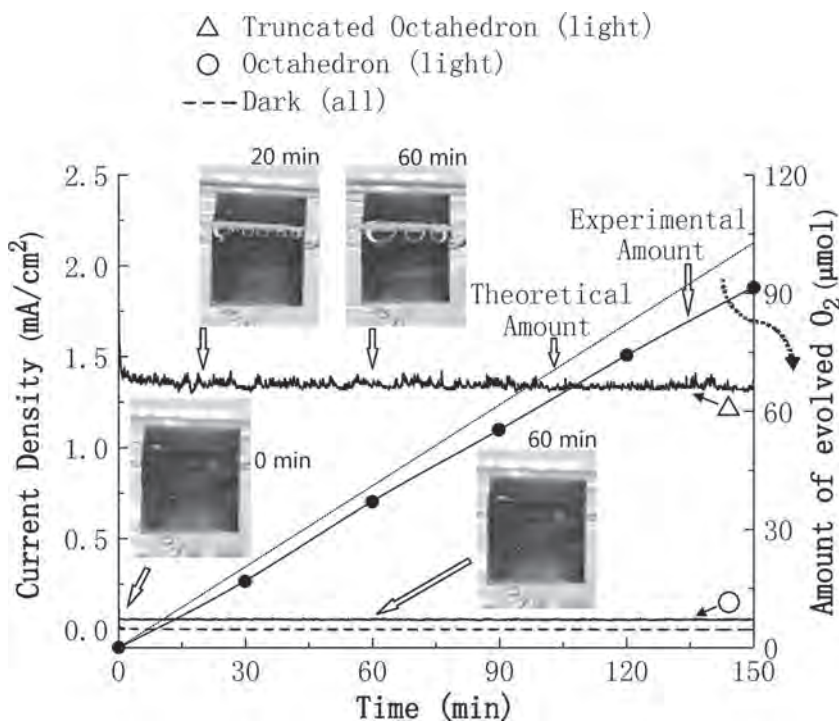 Truncated Octahedron (light)
Octahedron (light)
Dark (all)
20 min
60 min
2.5
2.0
1.5
1.0
0.5
0.0
Current Density (mA/cm²)
120
90
60
30
0
Amount of evolved O₂ (μmol)
Experimental
Amount
Theoretical
Amount
0 min
60 min
0
30
60
90
120
150
Time (min)